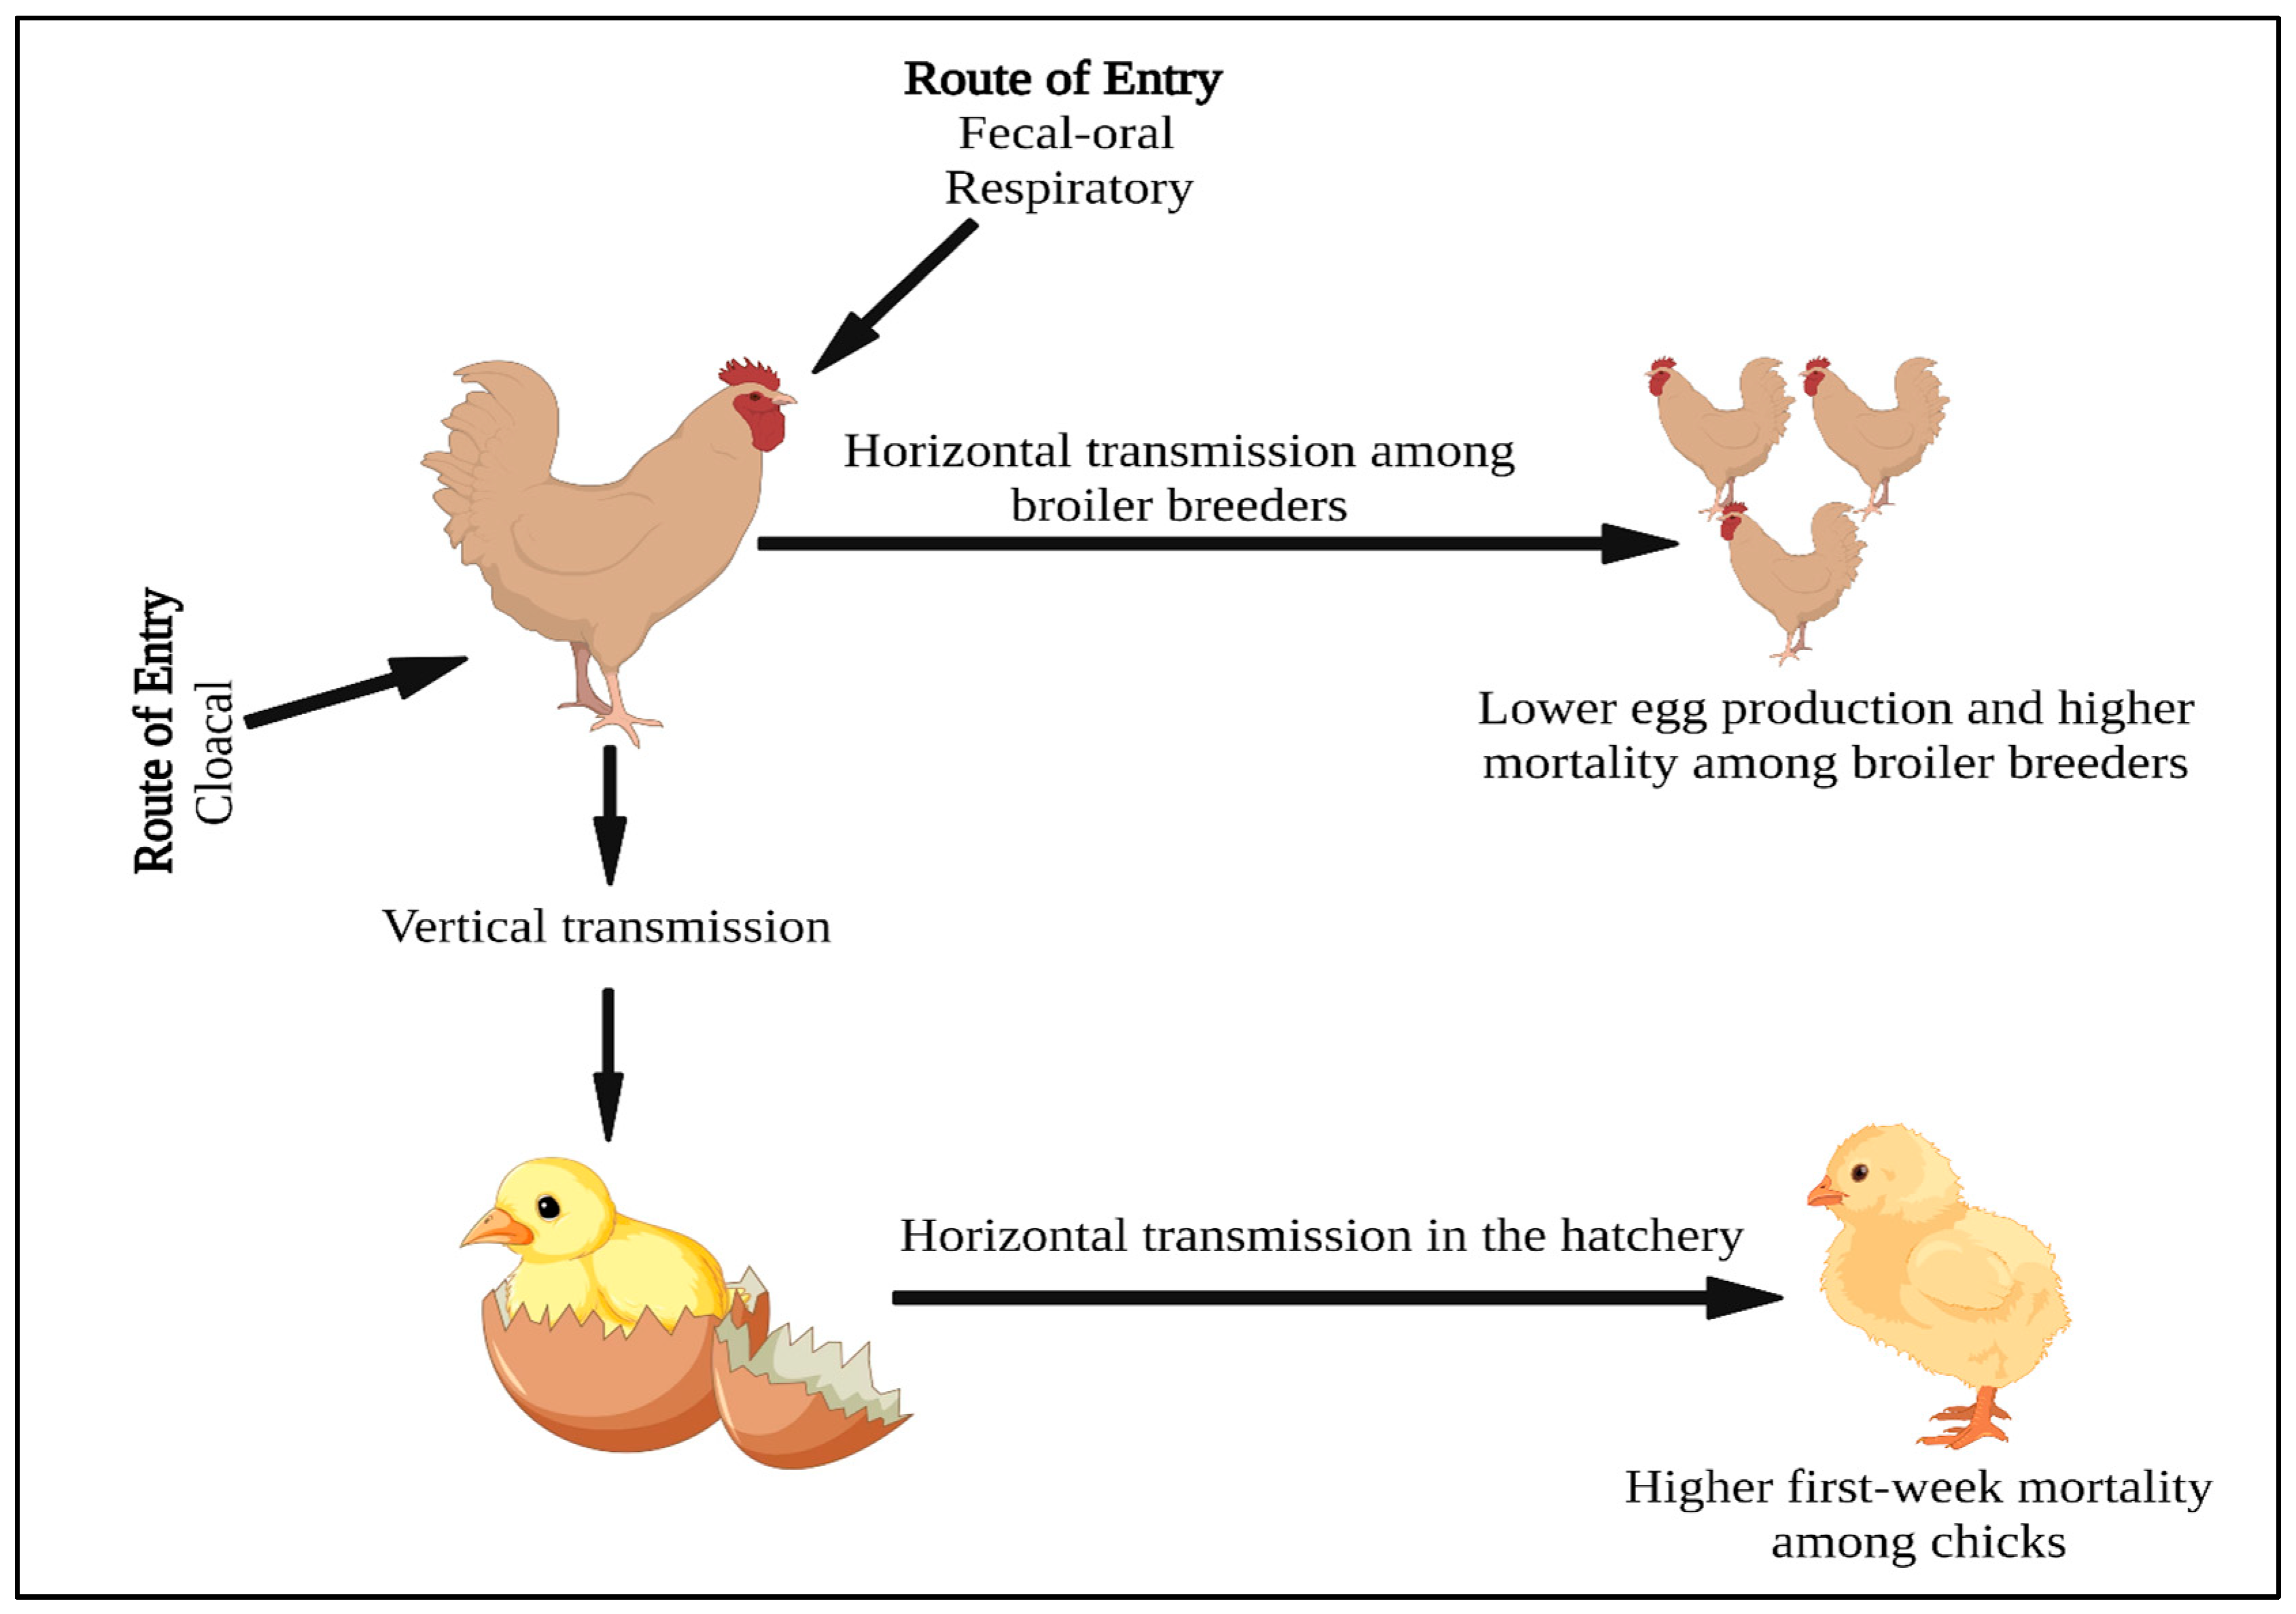 Route of Entry
Fecal-oral
Respiratory
Horizontal transmission among
broiler breeders
Route of Entry
Cloacal
Lower egg production and higher
mortality among broiler breeders
Vertical transmission
Horizontal transmission in the hatchery
Higher first-week mortality
among chicks